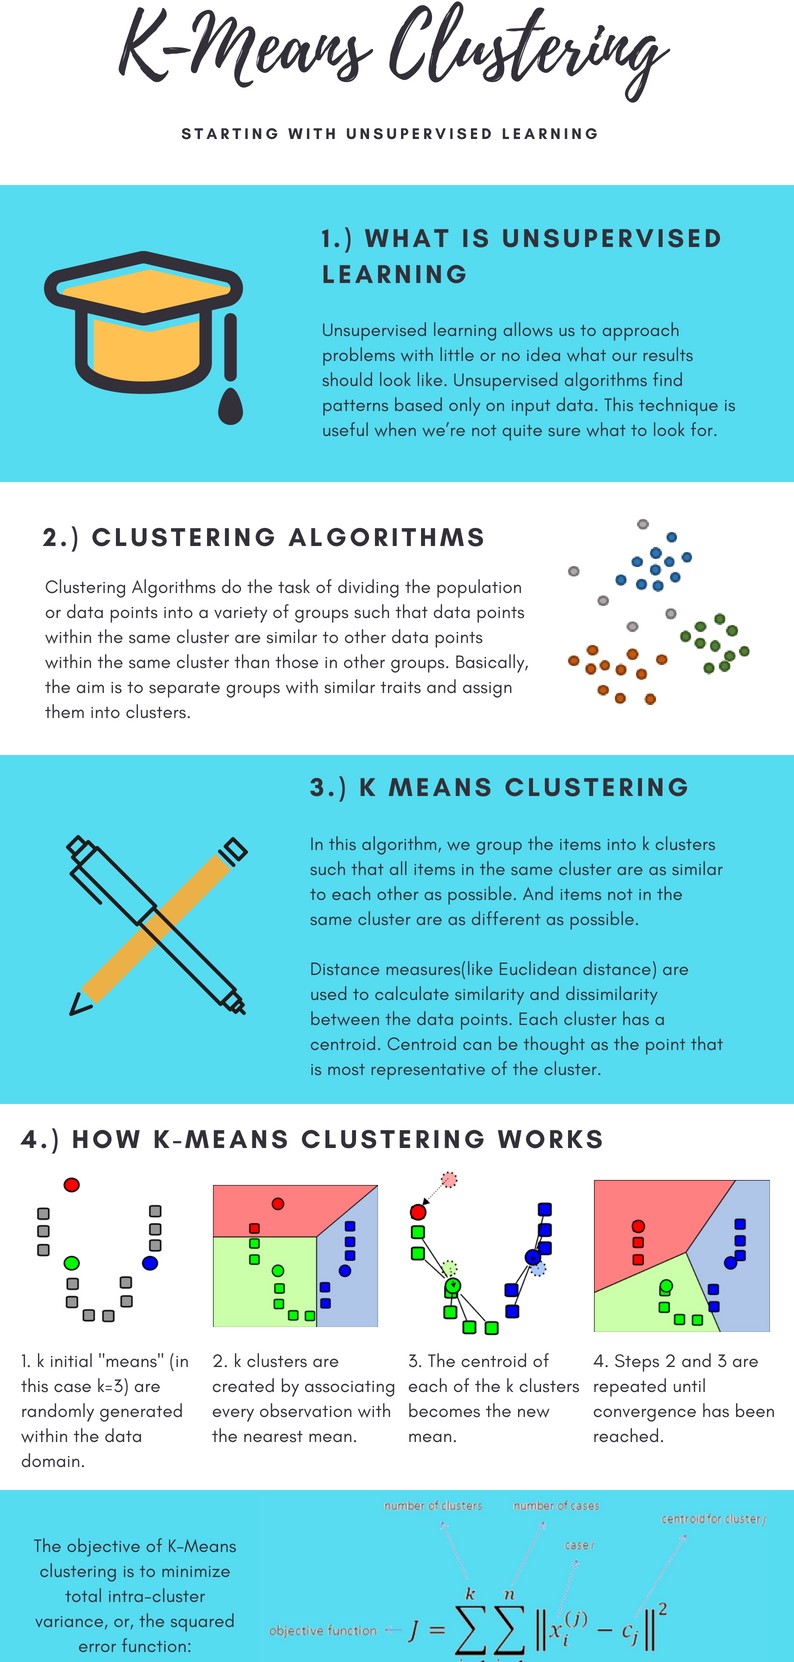 K-Means Clustering
STARTING WITH UNSUPERVISED LEARNING
1.) WHAT IS UNSUPERVISED
LEARNING
Unsupervised learning allows us to approach
problems with little or no idea what our results
should look like. Unsupervised algorithms find
patterns based only on input data. This technique is
useful when we're not quite sure what to look for.
2.) CLUSTERING ALGORITHMS
Clustering Algorithms do the task of dividing the population
or data points into a variety of groups such that data points
within the same cluster are similar to other data points
within the same cluster than those in other groups. Basically,
the aim is to separate groups with similar traits and assign
them into clusters.
3.) K MEANS CLUSTERING
In this algorithm, we group the items into k clusters
such that all items in the same cluster are as similar
to each other as possible. And items not in the
same cluster are as different as possible.
Distance measures(like Euclidean distance) are
used to calculate similarity and dissimilarity
between the data points. Each cluster has a
centroid. Centroid can be thought as the point that
is most representative of the cluster.
4.) HOW K-MEANS CLUSTERING WORKS
1. k initial "means" (in
this case k=3) are
randomly generated
within the data
domain.
2. k clusters are
created by associating
every observation with
the nearest mean.
3. The centroid of
each of the k clusters
becomes the new
mean.
4. Steps 2 and 3 are
repeated until
convergence has been
reached.
The objective of K-Means
clustering is to minimize
total intra-cluster
variance, or, the squared
error function:
number of clusters
number of cases
centroid for cluster j
case i
k n
objective function ← J = ∑ ∑ ‖x_i^(j) − c_j‖²